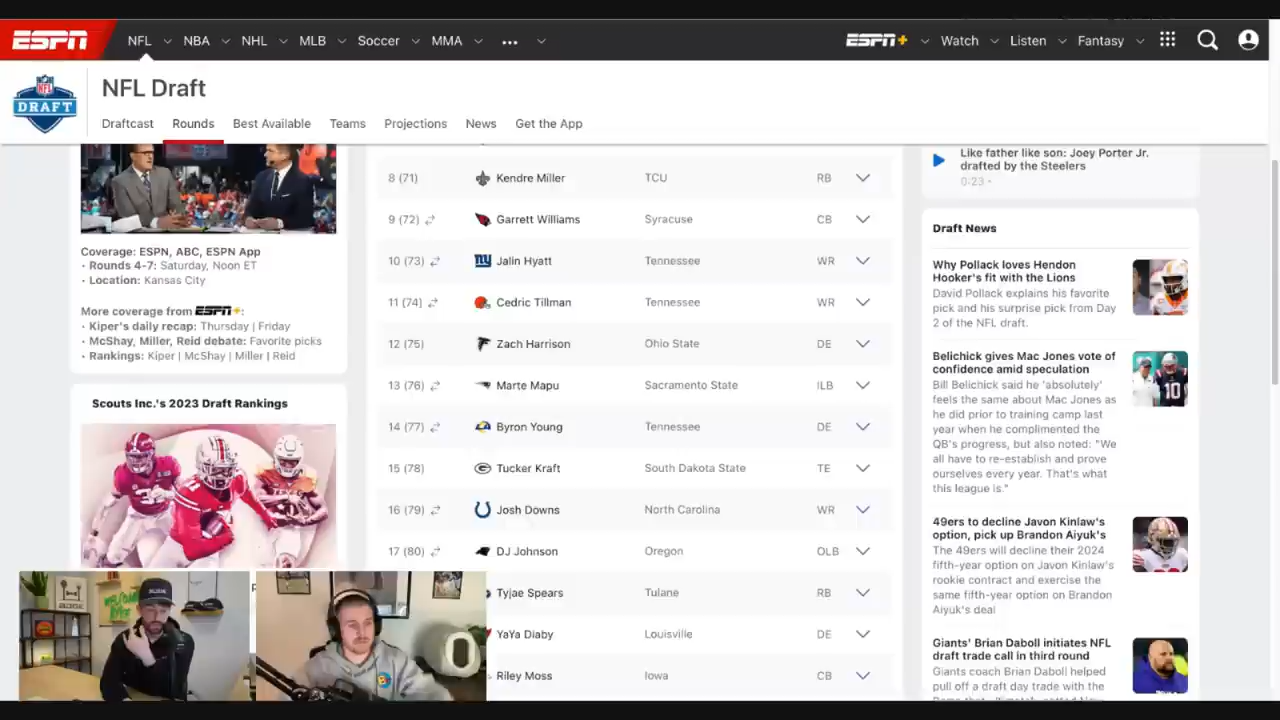 ESPN NFL NBA NHL MLB Soccer MMA ... ESPN+ Watch Listen Fantasy
NFL DRAFT
NFL Draft
Draftcast Rounds Best Available Teams Projections News Get the App
Coverage: ESPN, ABC, ESPN App
• Rounds 4-7: Saturday, Noon ET
• Location: Kansas City
More coverage from ESPN+:
• Kiper's daily recap: Thursday | Friday
• McShay, Miller, Reid debate: Favorite picks
• Rankings: Kiper | McShay | Miller | Reid
Scouts Inc.'s 2023 Draft Rankings
8 (71) Kendre Miller TCU RB
9 (72) Garrett Williams Syracuse CB
10 (73) Jalin Hyatt Tennessee WR
11 (74) Cedric Tillman Tennessee WR
12 (75) Zach Harrison Ohio State DE
13 (76) Marte Mapu Sacramento State ILB
14 (77) Byron Young Tennessee DE
15 (78) Tucker Kraft South Dakota State TE
16 (79) Josh Downs North Carolina WR
17 (80) DJ Johnson Oregon OLB
Tyjae Spears Tulane RB
YaYa Diaby Louisville DE
Riley Moss Iowa CB
Like father like son: Joey Porter Jr.
drafted by the Steelers
0:23 •
Draft News
Why Pollack loves Hendon
Hooker's fit with the Lions
David Pollack explains his favorite
pick and his surprise pick from Day
2 of the NFL draft.
Belichick gives Mac Jones vote of
confidence amid speculation
Bill Belichick said he 'absolutely'
feels the same about Mac Jones as
he did prior to training camp last
year when he complimented the
QB's progress, but also noted: "We
all have to re-establish and prove
ourselves every year. That's what
this league is."
49ers to decline Javon Kinlaw's
option, pick up Brandon Aiyuk's
The 49ers will decline their 2024
fifth-year option on Javon Kinlaw's
rookie contract and exercise the
same fifth-year option on Brandon
Aiyuk's deal
Giants' Brian Daboll initiates NFL
draft trade call in third round
Giants coach Brian Daboll helped
pull off a draft day trade with the